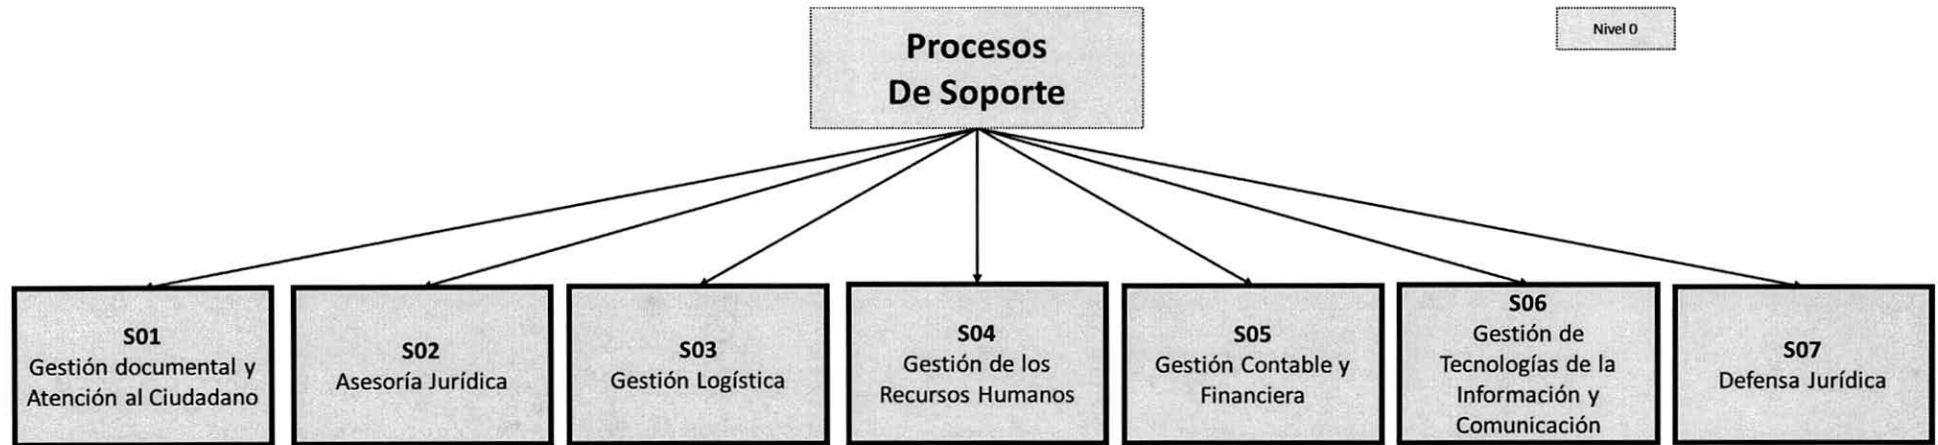 Procesos
De Soporte
Nivel 0
S01
Gestión documental y
Atención al Ciudadano
S02
Asesoría Jurídica
S03
Gestión Logística
S04
Gestión de los
Recursos Humanos
S05
Gestión Contable y
Financiera
S06
Gestión de
Tecnologías de la
Información y
Comunicación
S07
Defensa Jurídica